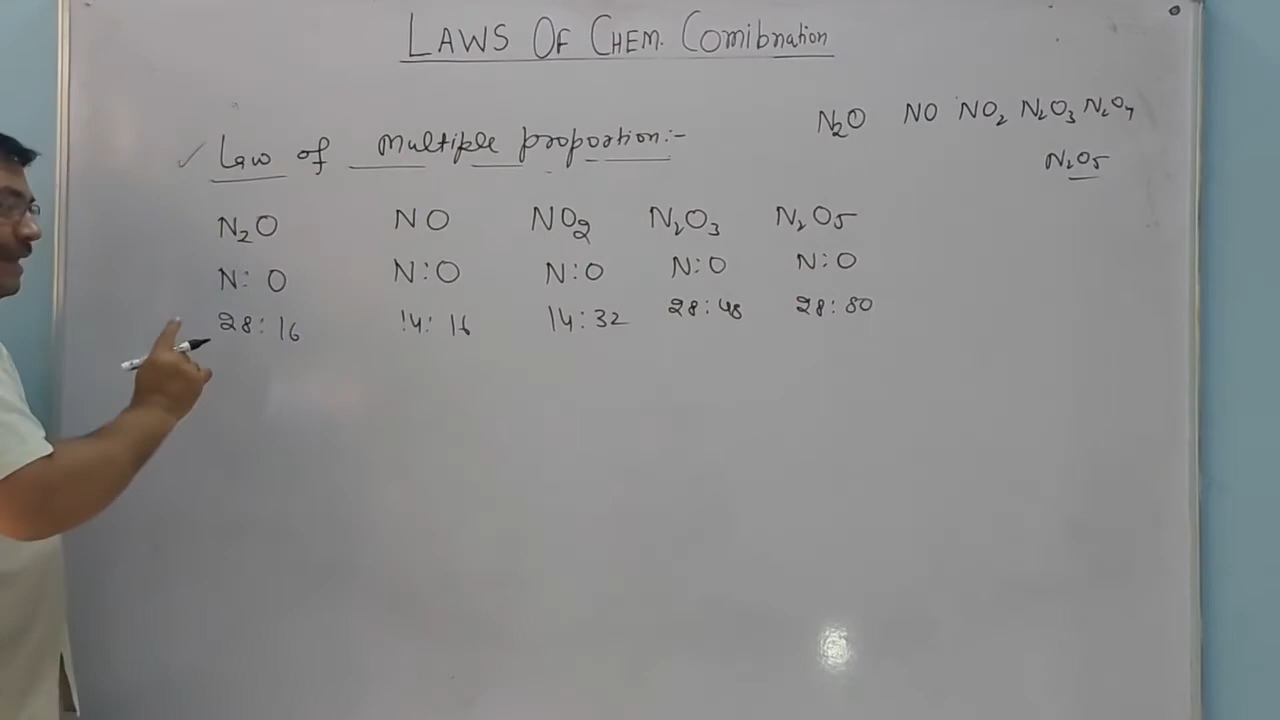 LAWS OF CHEM. Comibnation
N₂O NO NO₂ N₂O₃ N₂O₄
✓ Law of multiple proportion:-
N₂O₅
N₂O NO NO₂ N₂O₃ N₂O₅
N: O N:O N:O N:O N:O
28: 16 14: 16 14:32 28:48 28:80